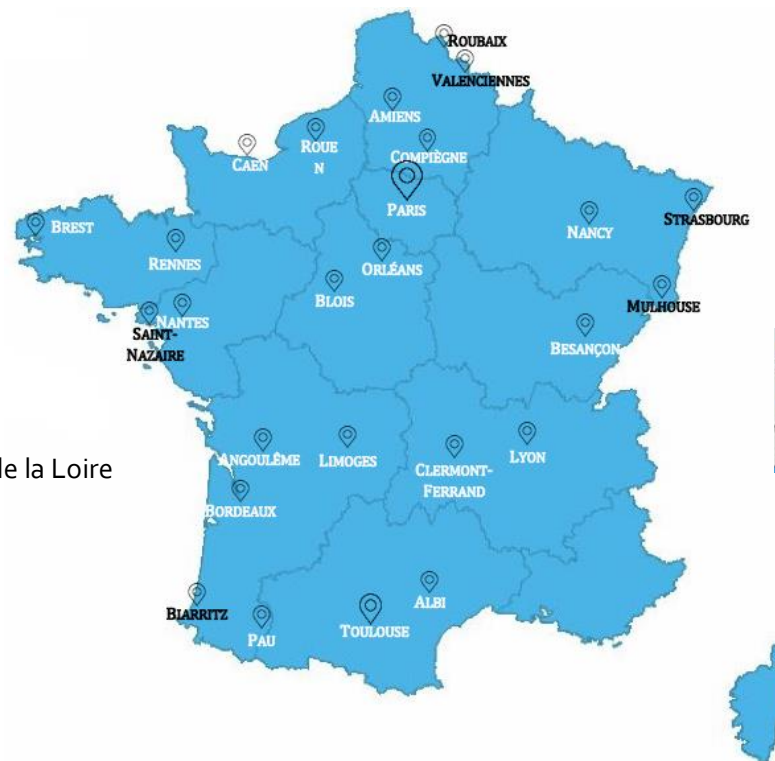 ROUBAIX
VALENCIENNES
AMIENS
ROUE
N
CAEN
COMPIÈGNE
PARIS
STRASBOURG
NANCY
BREST
RENNES
ORLÉANS
BLOIS
MULHOUSE
NANTES
SAINT-
NAZAIRE
BESANÇON
ANGOULÊME
LIMOGES
LYON
CLERMONT-
FERRAND
de la Loire
BORDEAUX
BIARRITZ
ALBI
PAU
TOULOUSE